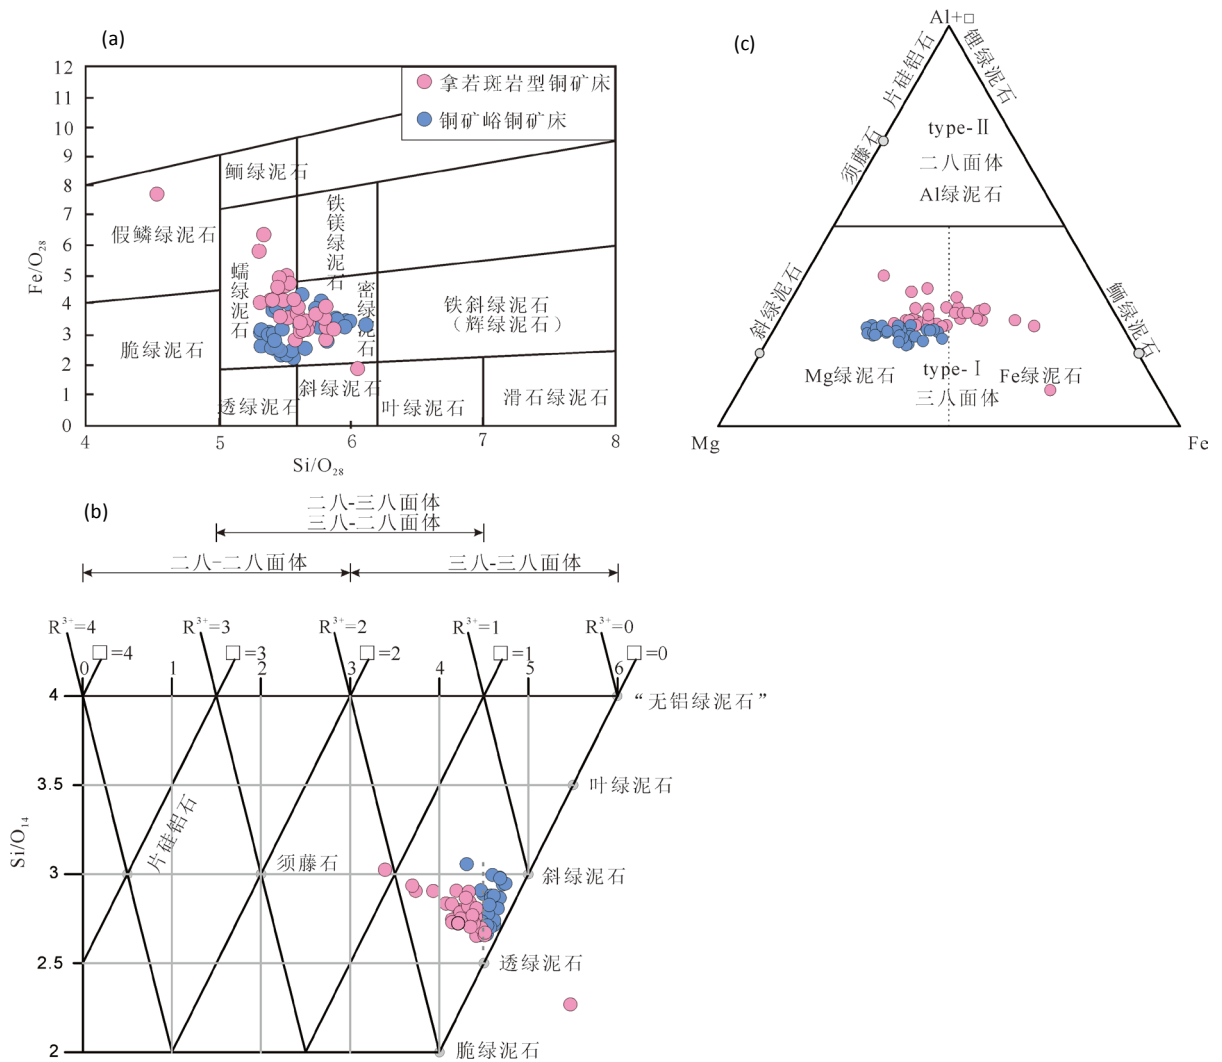 (a)
12
11
10
9
8
7
6
5
4
3
2
1
0
Fe/O₂₈
4
5
6
7
8
Si/O₂₈
拿若斑岩型铜矿床
铜矿峪铜矿床
鲕绿泥石
假鳞绿泥石
铁镁绿泥石
蠕绿泥石
密绿泥石
铁斜绿泥石
（辉绿泥石）
脆绿泥石
透绿泥石
斜绿泥石
叶绿泥石
滑石绿泥石
(c)
Al+□
片硅铝石
锂绿泥石
须藤石
type-Ⅱ
二八面体
Al绿泥石
斜绿泥石
鲕绿泥石
Mg绿泥石
type-Ⅰ
Fe绿泥石
三八面体
Mg
Fe
(b)
二八-三八面体
三八-二八面体
二八-二八面体
三八-三八面体
R³⁺=4
R³⁺=3
R³⁺=2
R³⁺=1
R³⁺=0
□=4
□=3
□=2
□=1
□=0
0
1
2
3
4
5
6
4
3.5
3
2.5
2
Si/O₁₄
“无铝绿泥石”
叶绿泥石
片硅铝石
须藤石
斜绿泥石
透绿泥石
脆绿泥石